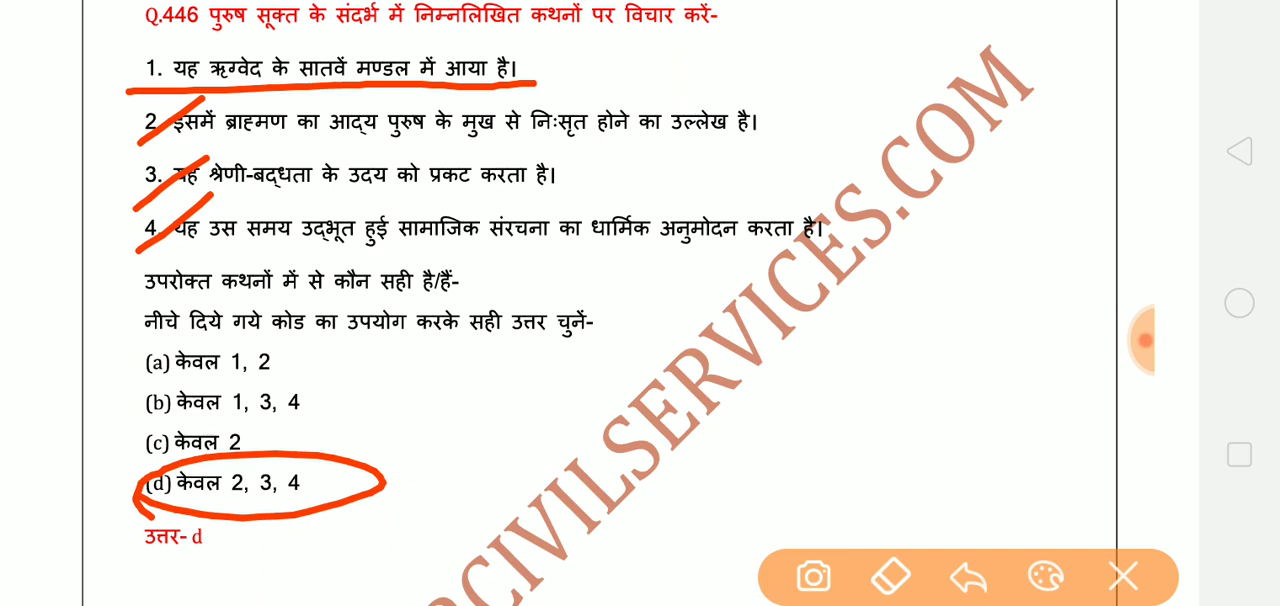 Q.446 पुरुष सूक्त के संदर्भ में निम्नलिखित कथनों पर विचार करें-
1. यह ऋग्वेद के सातवें मण्डल में आया है।
2. इसमें ब्राह्मण का आद्य पुरुष के मुख से निःसृत होने का उल्लेख है।
3. यह श्रेणी-बद्धता के उदय को प्रकट करता है।
4. यह उस समय उद्भूत हुई सामाजिक संरचना का धार्मिक अनुमोदन करता है।
उपरोक्त कथनों में से कौन सही है/हैं-
नीचे दिये गये कोड का उपयोग करके सही उत्तर चुनें-
(a) केवल 1, 2
(b) केवल 1, 3, 4
(c) केवल 2
(d) केवल 2, 3, 4
उत्तर- d
RCIVILSERVICES.COM